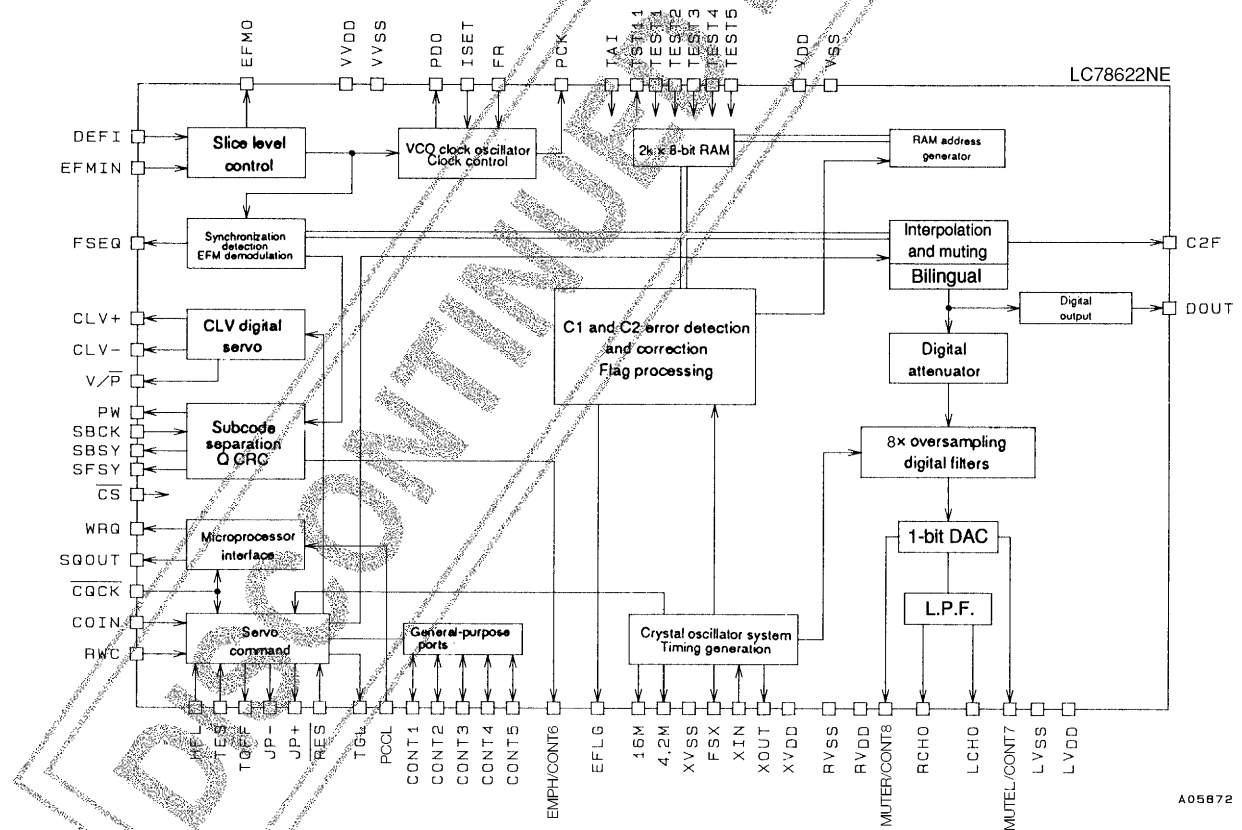 EFMO
VVDD
VVSS
PDO
ISET
FR
PCK
TAI
TST11
TEST1
TEST2
TEST3
TEST4
TEST5
VDD
VSS
LC78622NE
DEFI
EFMIN
FSEQ
CLV+
CLV-
V/P
PW
SBCK
SBSY
SFSY
CS
WRQ
SQOUT
CQCK
COIN
RWC
Slice level
control
VCO clock oscillator
Clock control
2k × 8-bit RAM
RAM address
generator
Synchronization
detection
EFM demodulation
Interpolation
and muting
Bilingual
C2F
Digital
output
DOUT
CLV digital
servo
C1 and C2 error detection
and correction
Flag processing
Digital
attenuator
Subcode
separation
Q CRC
8× oversampling
digital filters
Microprocessor
interface
1-bit DAC
L.P.F.
Servo
command
General-purpose
ports
Crystal oscillator system
Timing generation
HFL
TES
TOFF
JP-
JP+
RES
TGL
PCCL
CONT1
CONT2
CONT3
CONT4
CONT5
EMPH/CONT6
EFLG
16M
4,2M
XVSS
FSX
XIN
XOUT
XVDD
RVSS
RVDD
MUTER/CONT8
RCHO
LCHO
MUTEL/CONT7
LVSS
LVDD
A05872
DISCONTINUED